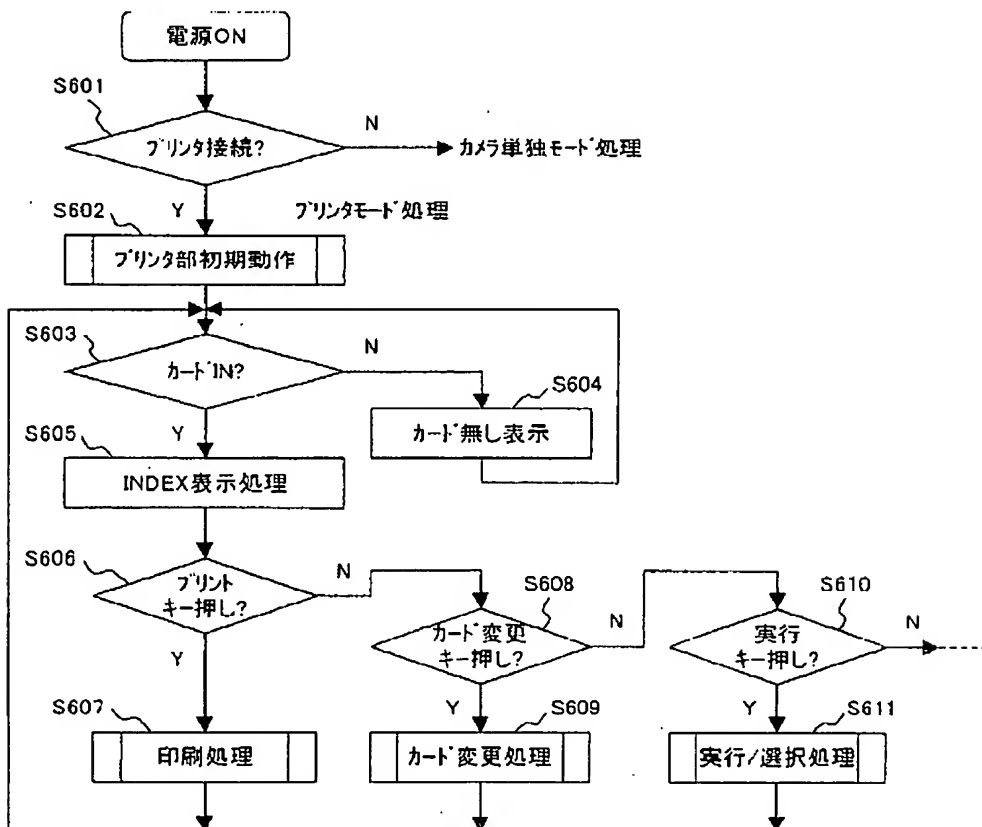 電源ON
S601
プリンタ接続?
N
カメラ単独モード処理
Y
プリンタモード処理
S602
プリンタ部初期動作
S603
カードIN?
N
S604
カード無し表示
Y
S605
INDEX表示処理
S606
プリント
キー押し?
N
S608
カード変更
キー押し?
N
S610
実行
キー押し?
N
Y
S607
印刷処理
Y
S609
カード変更処理
Y
S611
実行/選択処理